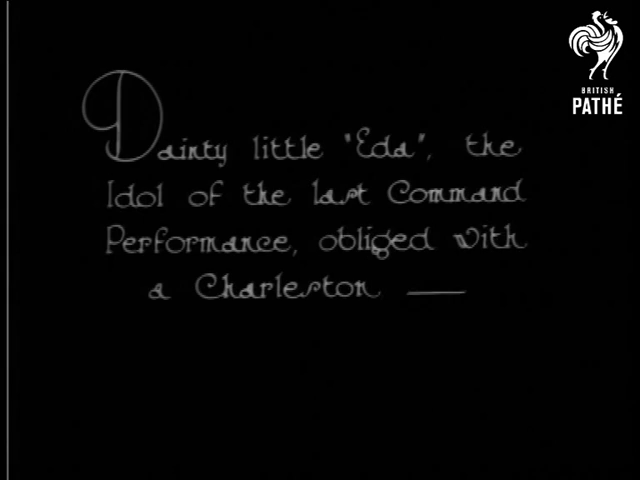 BRITISH
PATHÉ
Dainty little "Eda", the
Idol of the last Command
Performance, obliged with
a Charleston —